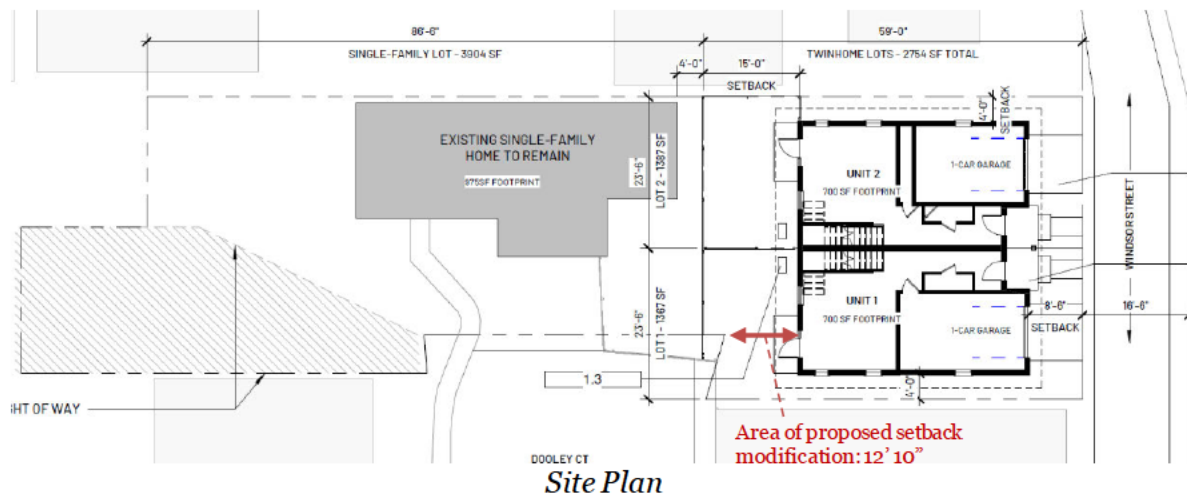 86'-6"
59'-0"
SINGLE-FAMILY LOT - 3904 SF
TWINHOME LOTS - 2754 SF TOTAL
4'-0"
15'-0"
SETBACK
4'-0"
SETBACK
EXISTING SINGLE-FAMILY
HOME TO REMAIN
975SF FOOTPRINT
23'-6"
LOT 2 - 1387 SF
UNIT 2
700 SF FOOTPRINT
1-CAR GARAGE
WINDSOR STREET
23'-6"
LOT 1 - 1367 SF
UNIT 1
700 SF FOOTPRINT
1-CAR GARAGE
8'-6"
16'-6"
SETBACK
1.3
4'-0"
GHT OF WAY
DOOLEY CT
Area of proposed setback
modification: 12' 10"
Site Plan